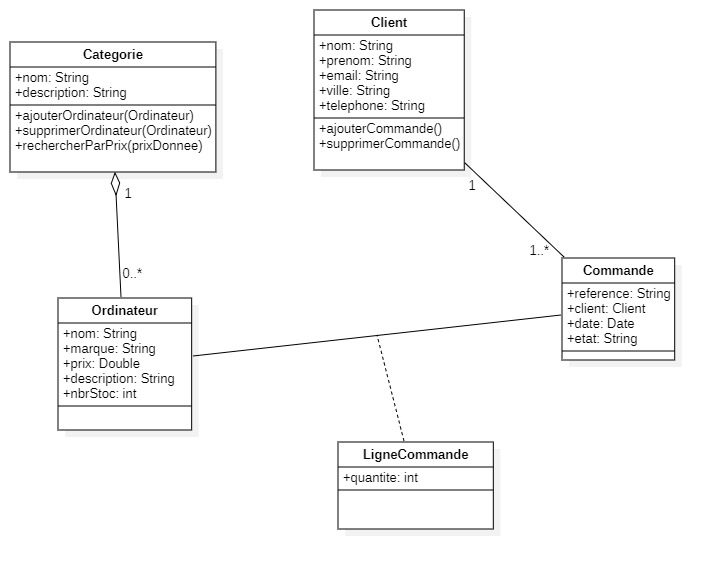 Categorie
+nom: String
+description: String
+ajouterOrdinateur(Ordinateur)
+supprimerOrdinateur(Ordinateur)
+rechercherParPrix(prixDonnee)
Client
+nom: String
+prenom: String
+email: String
+ville: String
+telephone: String
+ajouterCommande()
+supprimerCommande()
1
0..*
1
1..*
Ordinateur
+nom: String
+marque: String
+prix: Double
+description: String
+nbrStoc: int
Commande
+reference: String
+client: Client
+date: Date
+etat: String
LigneCommande
+quantite: int